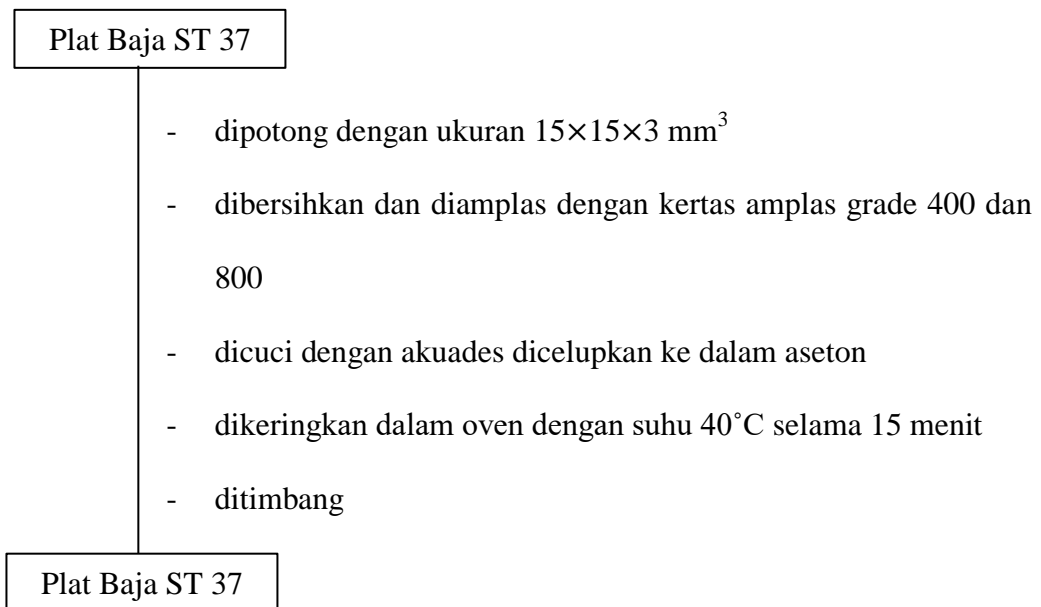 Plat Baja ST 37
- dipotong dengan ukuran 15×15×3 mm³
- dibersihkan dan diamplas dengan kertas amplas grade 400 dan
800
- dicuci dengan akuades dicelupkan ke dalam aseton
- dikeringkan dalam oven dengan suhu 40˚C selama 15 menit
- ditimbang
Plat Baja ST 37